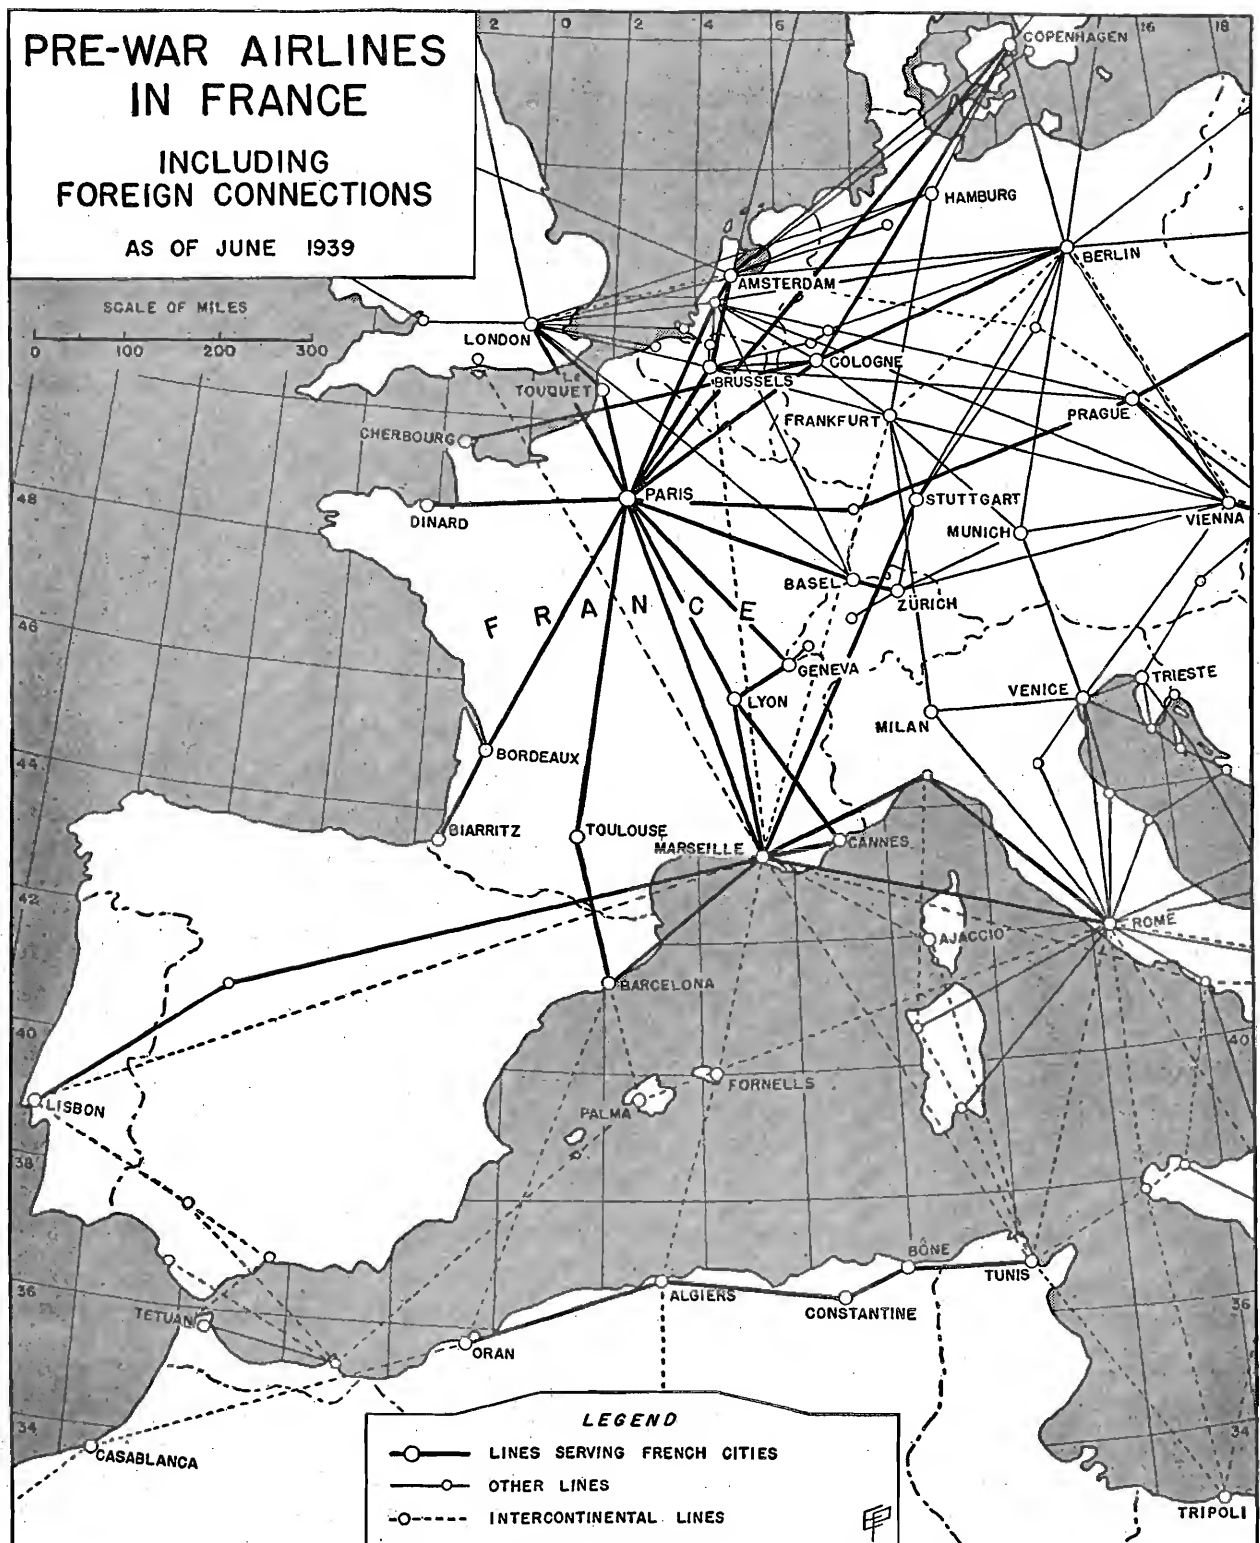 PRE-WAR AIRLINES
IN FRANCE
INCLUDING
FOREIGN CONNECTIONS
AS OF JUNE 1939
2 0 2 4 6 16 18
COPENHAGEN
HAMBURG
BERLIN
AMSTERDAM
SCALE OF MILES
0 100 200 300
LONDON
COLOGNE
BRUSSELS
Le
TOUQUET
PRAGUE
FRANKFURT
CHERBOURG
48
PARIS
STUTTGART
DINARD
VIENNA
MUNICH
BASEL
ZÜRICH
FRANCE
46
GENEVA
TRIESTE
LYON
VENICE
MILAN
44
BORDEAUX
BIARRITZ
TOULOUSE
MARSEILLE
CANNES
42
ROME
AJACCIO
BARCELONA
40
40
FORNELLS
LISBON
PALMA
38
BÔNE
TUNIS
36
ALGIERS
CONSTANTINE
36
TETUAN
ORAN
34
34
CASABLANCA
LEGEND
LINES SERVING FRENCH CITIES
OTHER LINES
INTERCONTINENTAL LINES
TRIPOLI